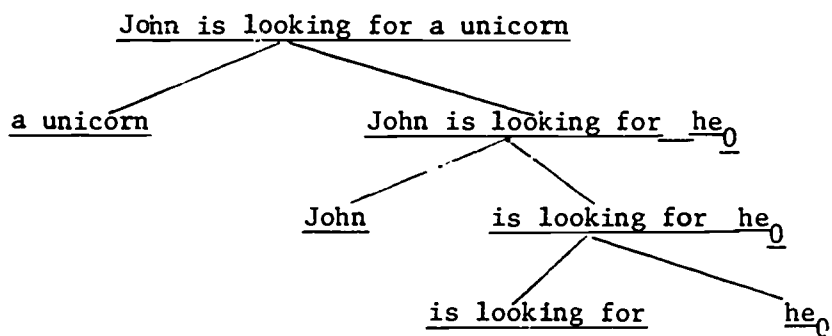 John is looking for a unicorn
a unicorn John is looking for he0
John is looking for he0
is looking for he0